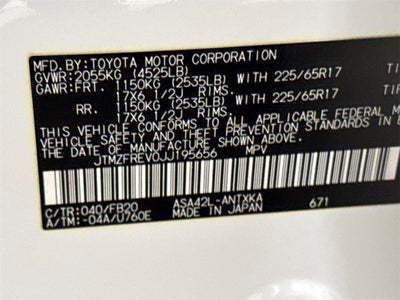 MFD.BY:TOYOTA MOTOR CORPORATION
GVWR:2055KG (4525LB)
GAWR:FRT. 1150KG (2535LB) WITH 225/65R17 TI
17X6 1/2J RIMS,
RR. 1150KG (2535LB) WITH 225/65R17 TIR
17X6 1/2J RIMS,
THIS VEHICLE CONFORMS TO ALL APPLICABLE FEDERAL M
VEHICLE SAFETY, BUMPER, AND THEFT PREVENTION
STANDARDS IN E
DATE OF MANUFACTURE SHOWN ABOVE.
JTMZFREV0JJ195656 MPV
C/TR:040/FB20 ASA42L-ANTXKA
A/TM:-04A/U760E MADE IN JAPAN 671